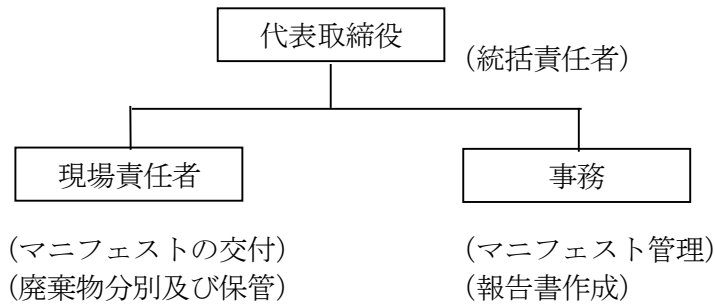 代表取締役
（統括責任者）
現場責任者
事務
（マニフェストの交付）
（廃棄物分別及び保管）
（マニフェスト管理）
（報告書作成）